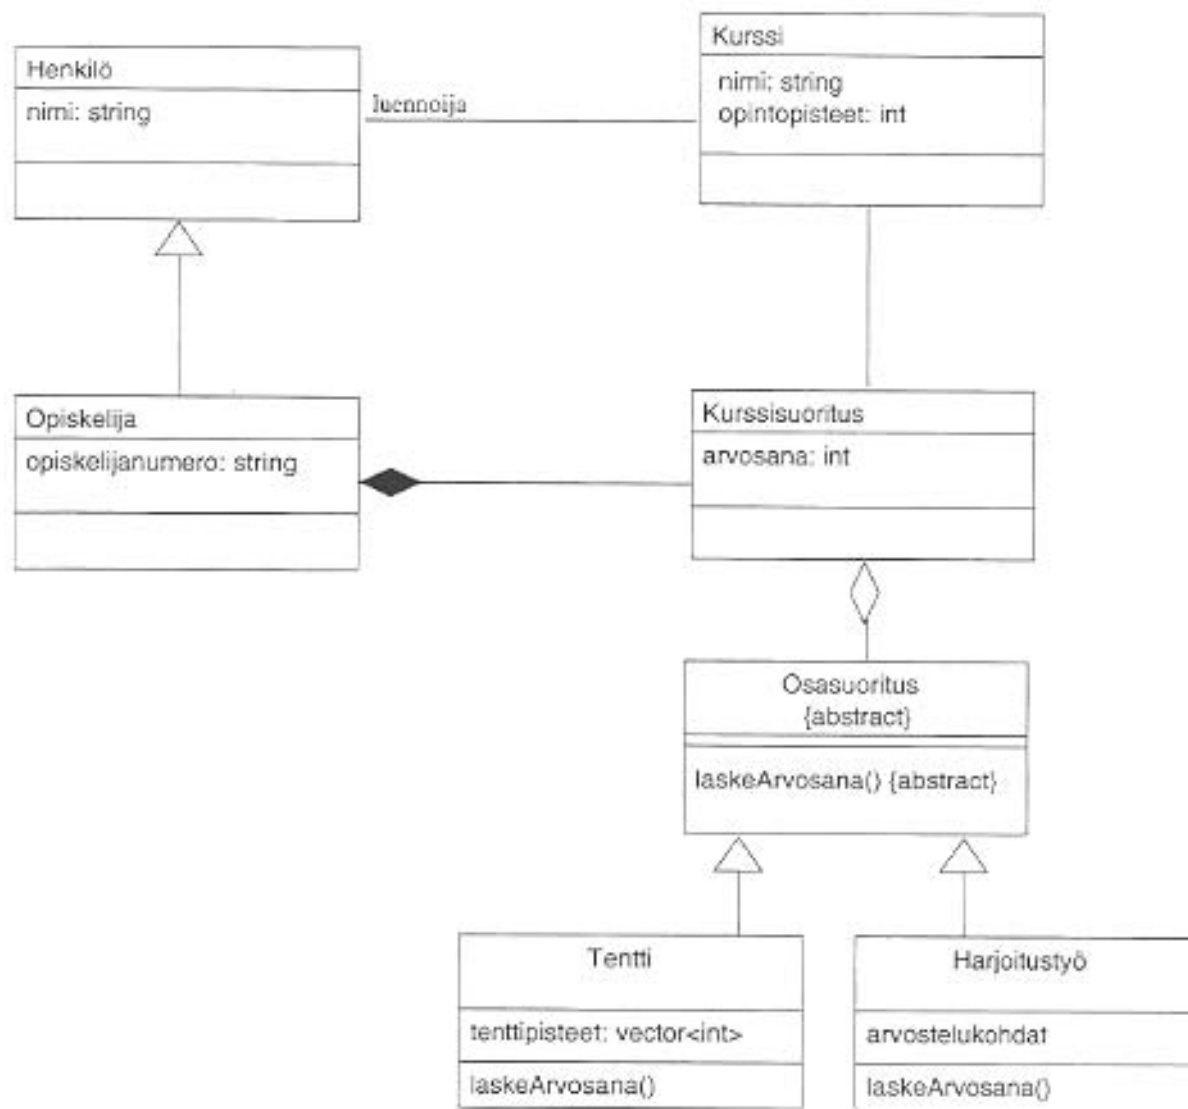 Henkilö
nimi: string
luennoija
Kurssi
nimi: string
opintopisteet: int
Opiskelija
opiskelijanumero: string
Kurssisuoritus
arvosana: int
Osasuoritus
{abstract}
laskeArvosana() {abstract}
Tentti
tenttipisteet: vector<int>
laskeArvosana()
Harjoitustyö
arvostelukohdat
laskeArvosana()